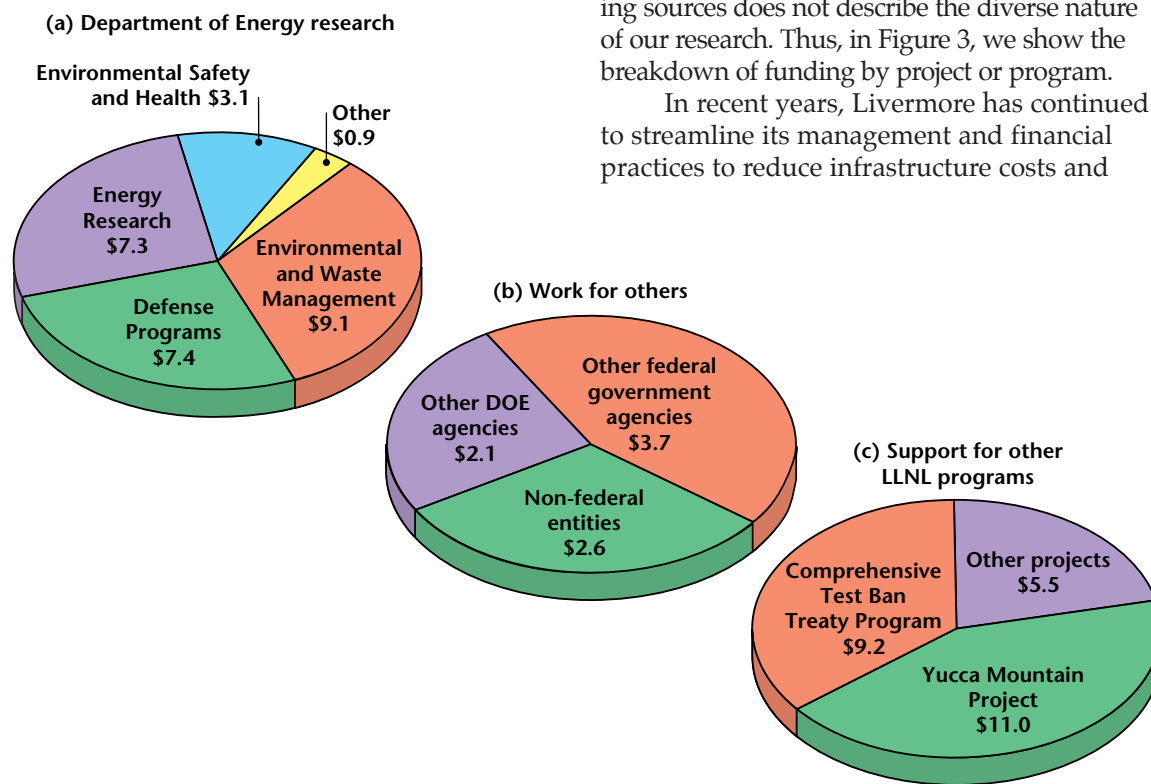 ing sources does not describe the diverse nature
of our research. Thus, in Figure 3, we show the
breakdown of funding by project or program.
In recent years, Livermore has continued
to streamline its management and financial
practices to reduce infrastructure costs and
(a) Department of Energy research
Environmental Safety
and Health $3.1
Other
$0.9
Energy
Research
$7.3
Environmental
and Waste
Management
$9.1
Defense
Programs
$7.4
(b) Work for others
Other federal
government
agencies
$3.7
Other DOE
agencies
$2.1
Non-federal
entities
$2.6
(c) Support for other
LLNL programs
Other projects
$5.5
Comprehensive
Test Ban
Treaty Program
$9.2
Yucca Mountain
Project
$11.0